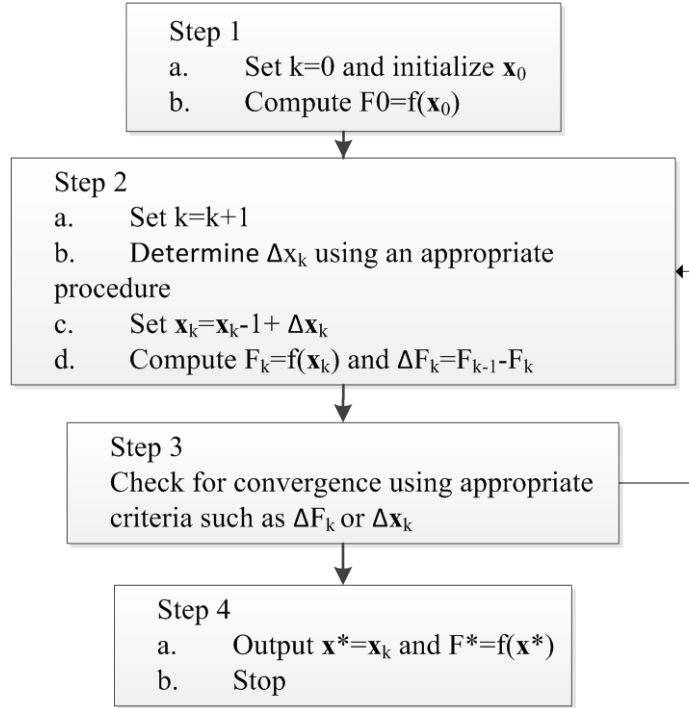 Step 1
a. Set k=0 and initialize x₀
b. Compute F0=f(x₀)
Step 2
a. Set k=k+1
b. Determine Δxₖ using an appropriate
procedure
c. Set xₖ=xₖ-1+ Δxₖ
d. Compute Fₖ=f(xₖ) and ΔFₖ=Fₖ₋₁-Fₖ
Step 3
Check for convergence using appropriate
criteria such as ΔFₖ or Δxₖ
Step 4
a. Output x*=xₖ and F*=f(x*)
b. Stop